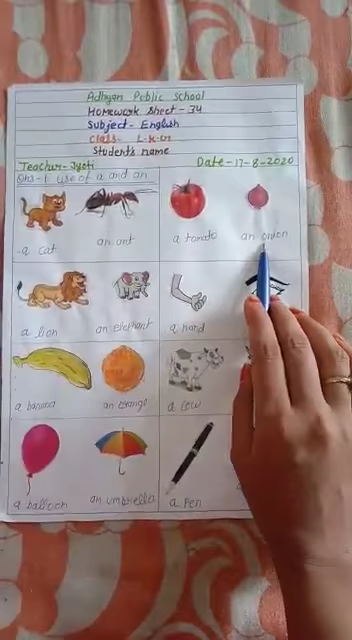 Adhyan Public School
Homework Sheet - 34
Subject - English
Class - L.K.G
Student's name
Teacher - Jyoti Date - 17-8-2020
Qns-1 Use of a and an
a cat an ant a tomato an onion
a lion an elephant a hand
a banana an orange a cow
a balloon an umbrella a pen